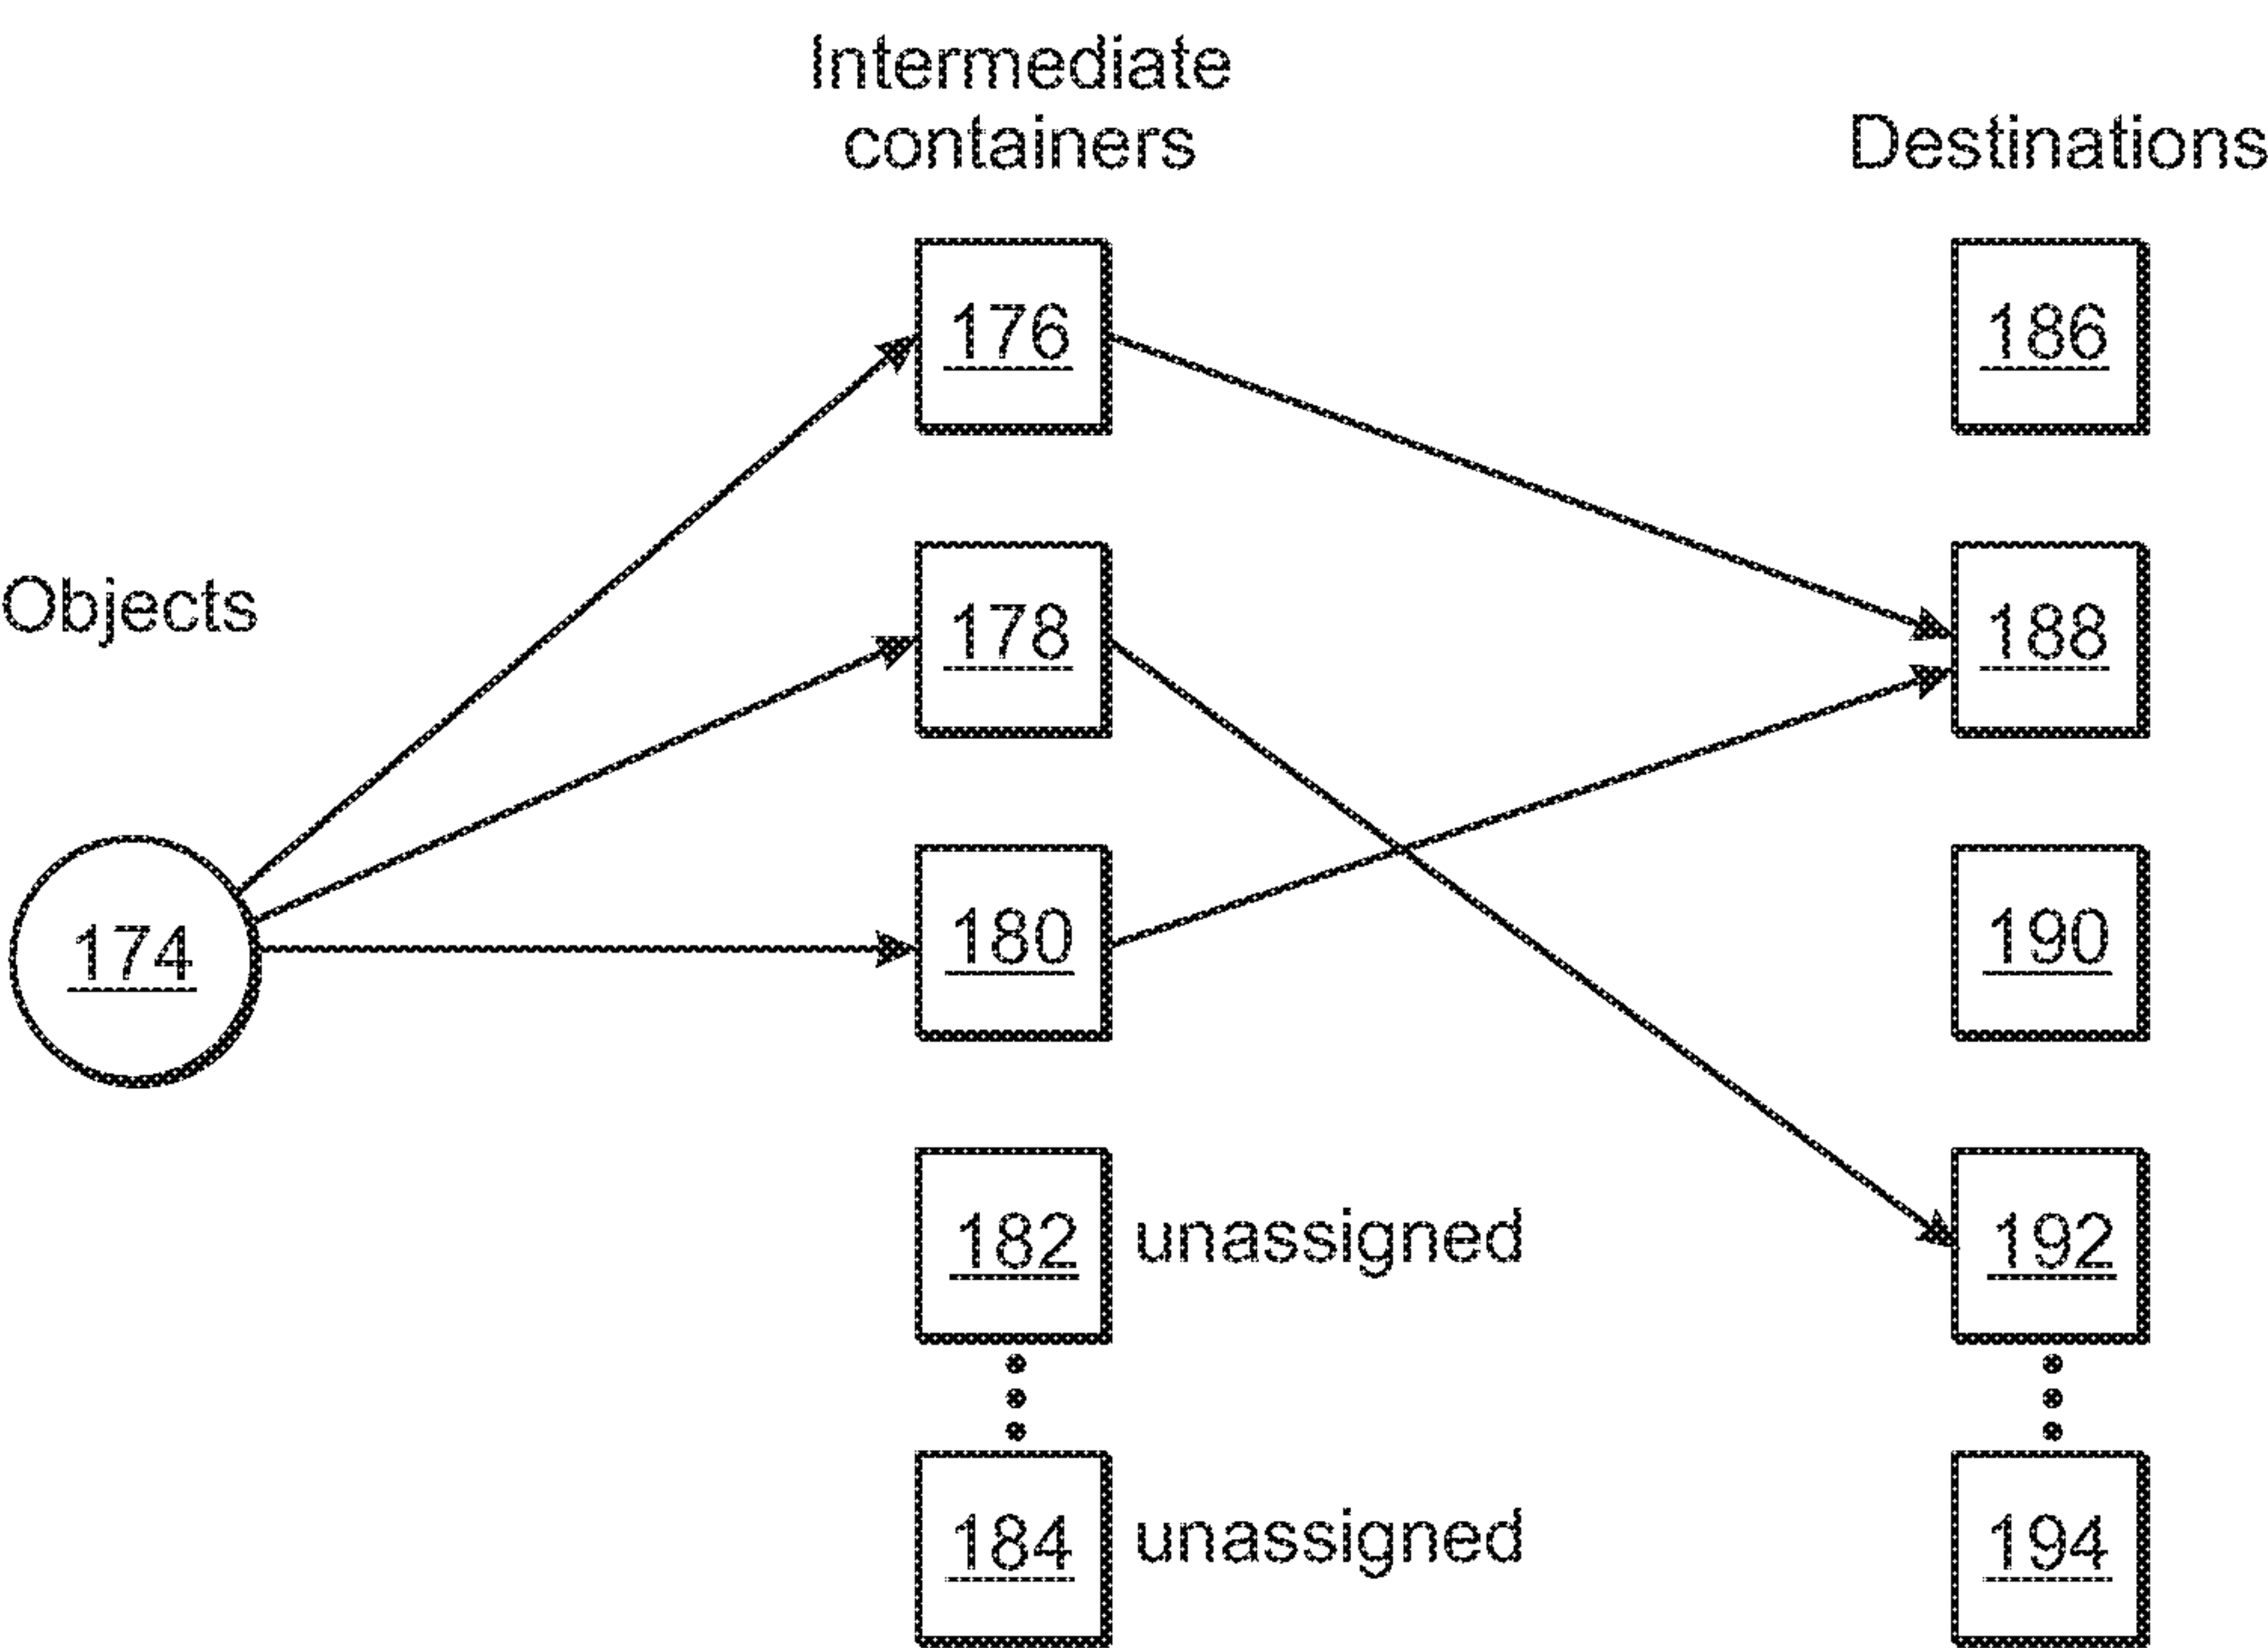 Intermediate
containers
Destinations
Objects
176
186
178
188
174
180
190
182 unassigned
192
184 unassigned
194